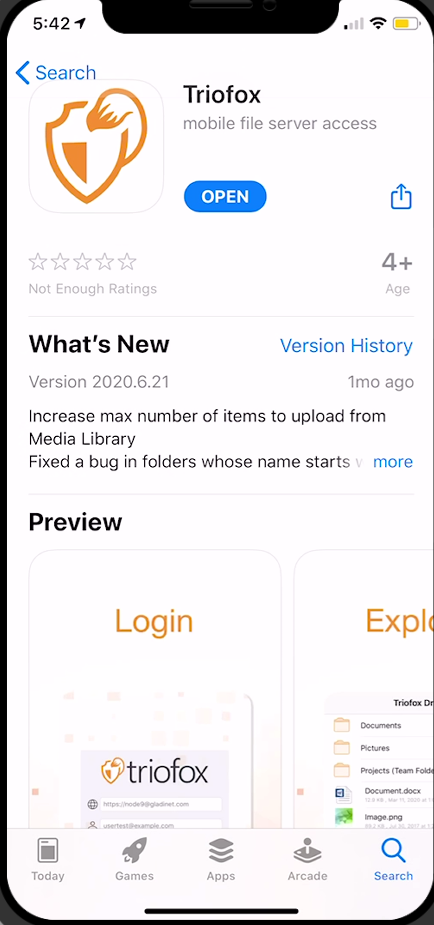 5:42
Search
Triofox
mobile file server access
OPEN
Not Enough Ratings
4+
Age
What's New
Version History
Version 2020.6.21
1mo ago
Increase max number of items to upload from
Media Library
Fixed a bug in folders whose name starts
more
Preview
Login
Explo
triofox
https://node9@gladinet.com
usertest@example.com
Triofox Dr
Documents
Pictures
Projects (Team Folde
Document.docx
Image.png
Today
Games
Apps
Arcade
Search